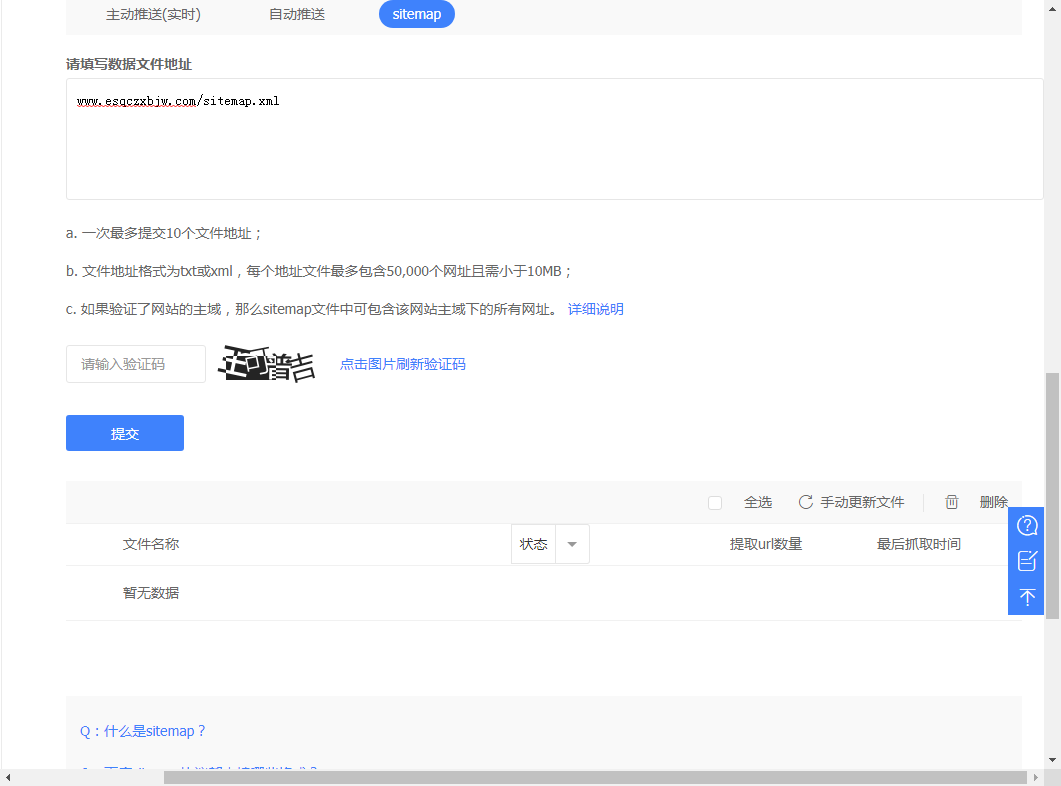 主动推送(实时) 自动推送 sitemap
请填写数据文件地址
www.esqczxbjw.com/sitemap.xml
a. 一次最多提交10个文件地址；
b. 文件地址格式为txt或xml，每个地址文件最多包含50,000个网址且需小于10MB；
c. 如果验证了网站的主域，那么sitemap文件中可包含该网站主域下的所有网址。 详细说明
请输入验证码 普吉 点击图片刷新验证码
提交
全选 手动更新文件 删除
文件名称 状态 提取url数量 最后抓取时间
暂无数据
Q：什么是sitemap？